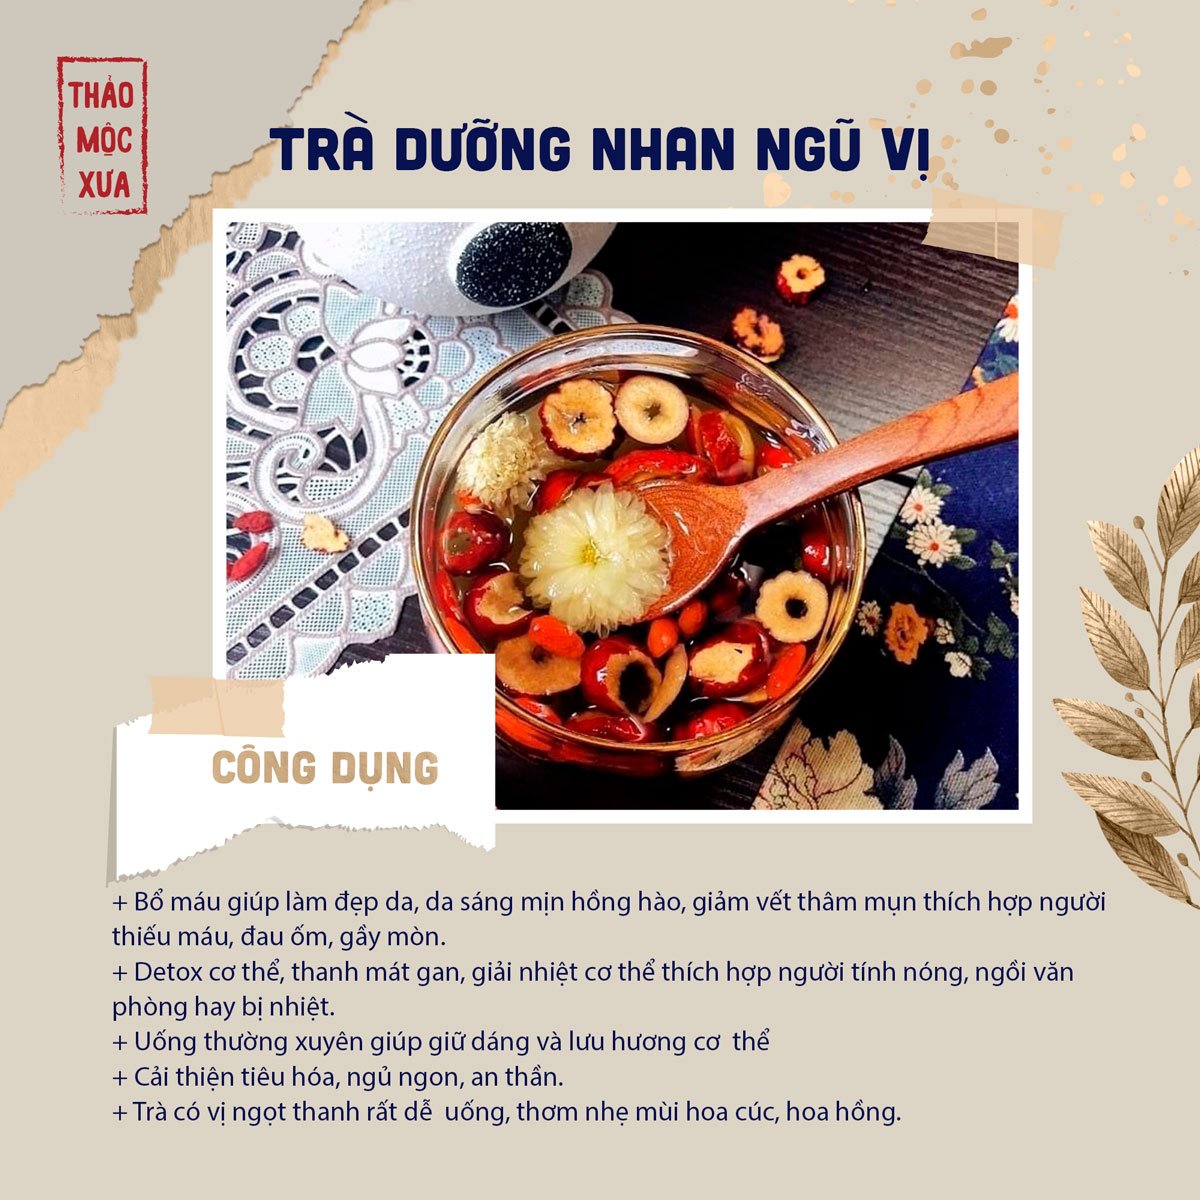 THẢO
MỘC
XƯA
TRÀ DƯỠNG NHAN NGŨ VỊ
CÔNG DỤNG
+ Bổ máu giúp làm đẹp da, da sáng mịn hồng hào, giảm vết thâm mụn thích hợp người
thiếu máu, đau ốm, gầy mòn.
+ Detox cơ thể, thanh mát gan, giải nhiệt cơ thể thích hợp người tính nóng, ngồi văn
phòng hay bị nhiệt.
+ Uống thường xuyên giúp giữ dáng và lưu hương cơ thể
+ Cải thiện tiêu hóa, ngủ ngon, an thần.
+ Trà có vị ngọt thanh rất dễ uống, thơm nhẹ mùi hoa cúc, hoa hồng.